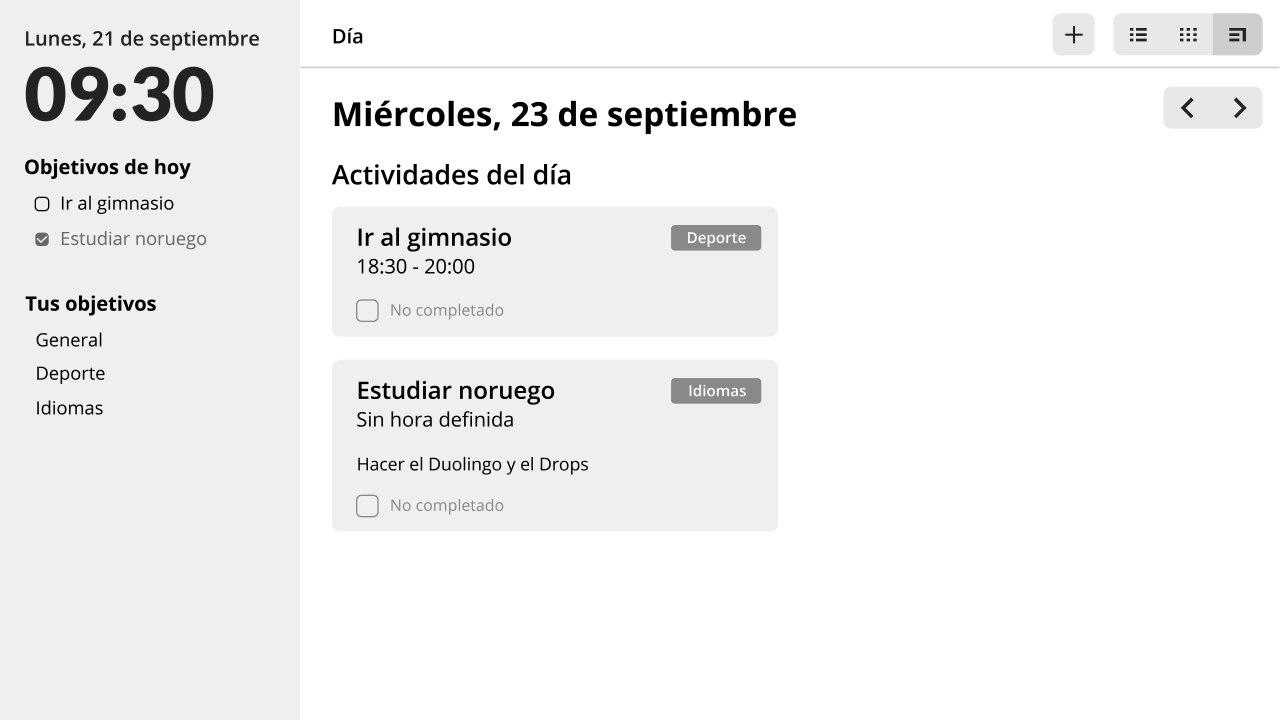 Lunes, 21 de septiembre
09:30
Objetivos de hoy
Ir al gimnasio
Estudiar noruego
Tus objetivos
General
Deporte
Idiomas
Día
Miércoles, 23 de septiembre
Actividades del día
Ir al gimnasio
Deporte
18:30 - 20:00
No completado
Estudiar noruego
Idiomas
Sin hora definida
Hacer el Duolingo y el Drops
No completado